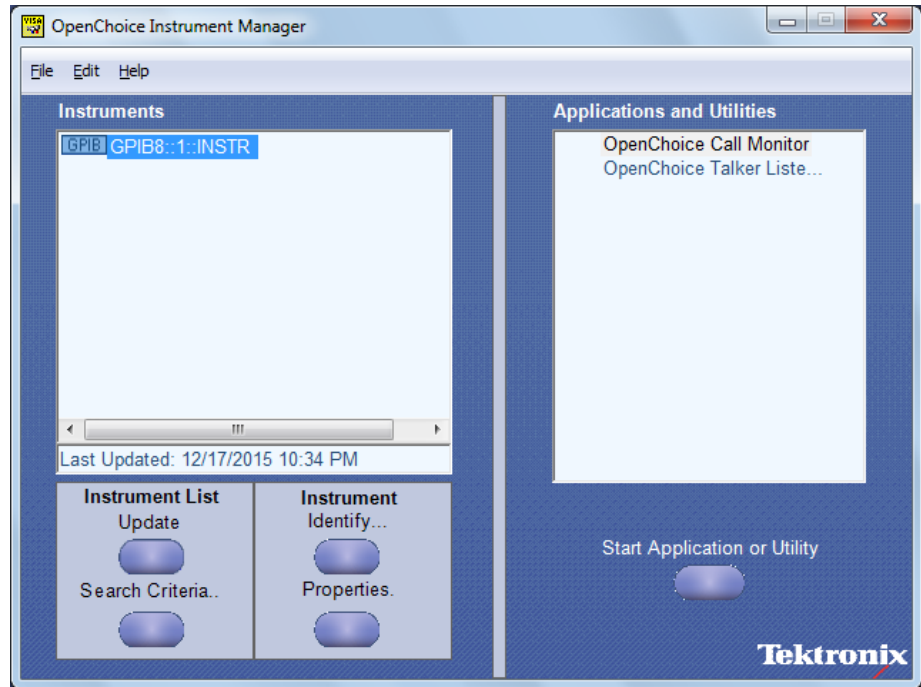 VISA
OpenChoice Instrument Manager
File Edit Help
Instruments
GPIB GPIB8::1::INSTR
Last Updated: 12/17/2015 10:34 PM
Instrument List
Update
Search Criteria..
Instrument
Identify...
Properties.
Applications and Utilities
OpenChoice Call Monitor
OpenChoice Talker Liste...
Start Application or Utility
Tektronix